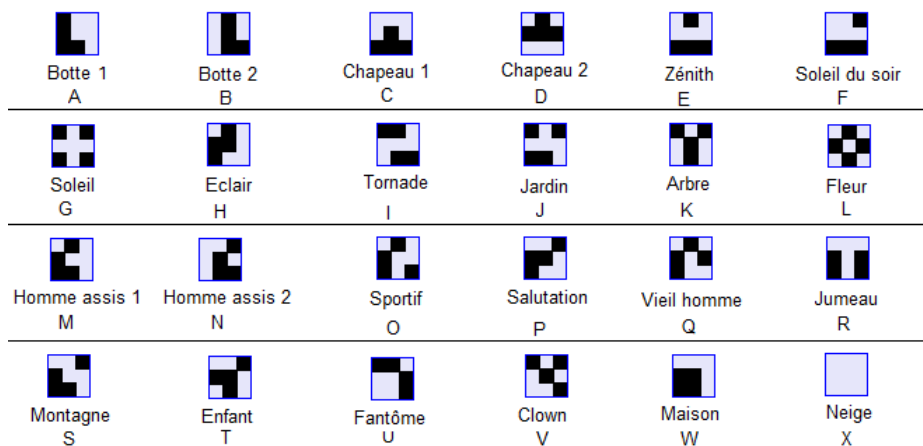 Botte 1 Botte 2 Chapeau 1 Chapeau 2 Zénith Soleil du soir
A B C D E F
Soleil Eclair Tornade Jardin Arbre Fleur
G H I J K L
Homme assis 1 Homme assis 2 Sportif Salutation Vieil homme Jumeau
M N O P Q R
Montagne Enfant Fantôme Clown Maison Neige
S T U V W X